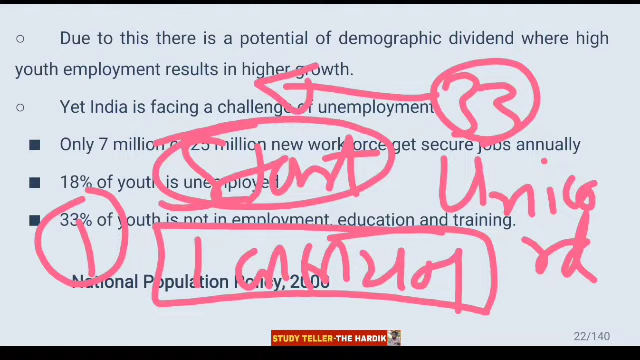 ○ Due to this there is a potential of demographic dividend where high
youth employment results in higher growth.
○ Yet India is facing a challenge of unemployment
33
■ Only 7 million of 25 million new workforce get secure jobs annually
Start
■ 18% of youth is unemployed
Unico
rd
■ 33% of youth is not in employment, education and training.
1
National Population Policy, 2000
STUDY TELLER-THE HARDIK
22/140